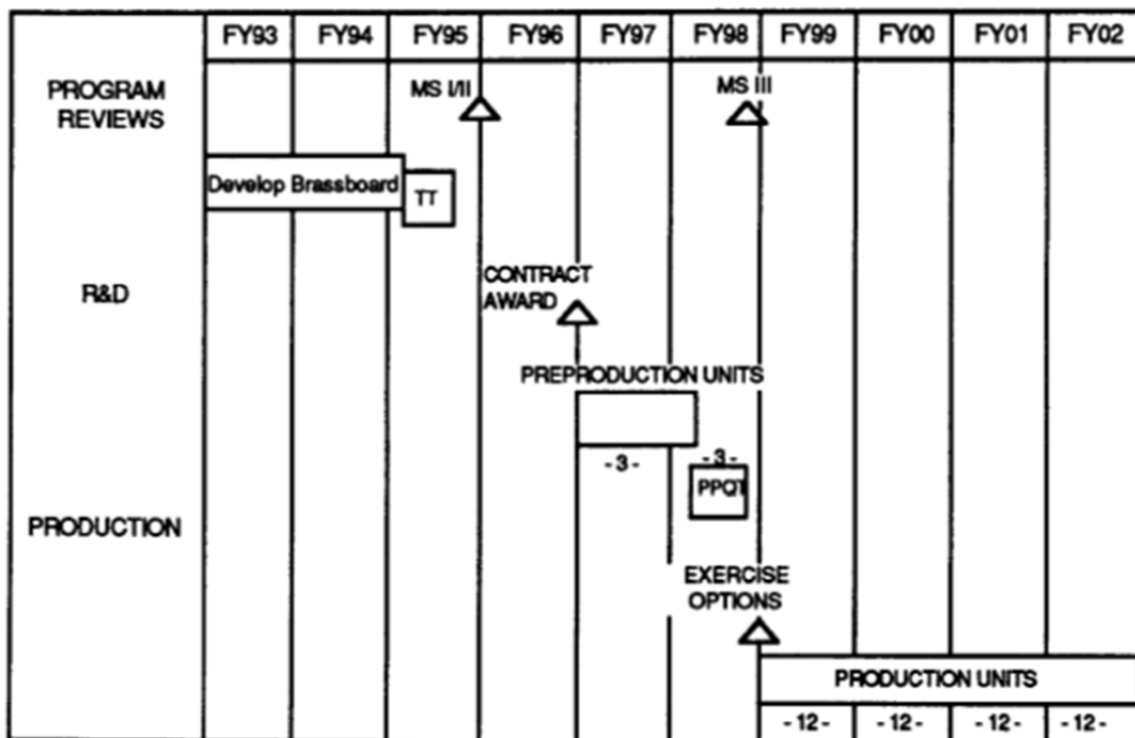 FY93 FY94 FY95 FY96 FY97 FY98 FY99 FY00 FY01 FY02
PROGRAM
REVIEWS
MS I/II
MS III
Develop Brassboard
TT
R&D
CONTRACT
AWARD
PREPRODUCTION UNITS
- 3 - - 3 -
PPQT
PRODUCTION
EXERCISE
OPTIONS
PRODUCTION UNITS
- 12 - - 12 - - 12 - - 12 -